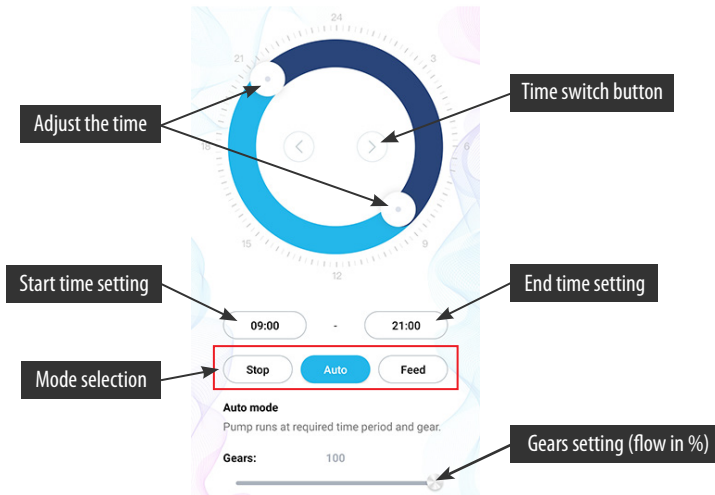 24
21
3
Time switch button
Adjust the time
18
6
15
9
12
Start time setting
End time setting
09:00 - 21:00
Mode selection
Stop Auto Feed
Auto mode
Pump runs at required time period and gear.
Gears setting (flow in %)
Gears: 100